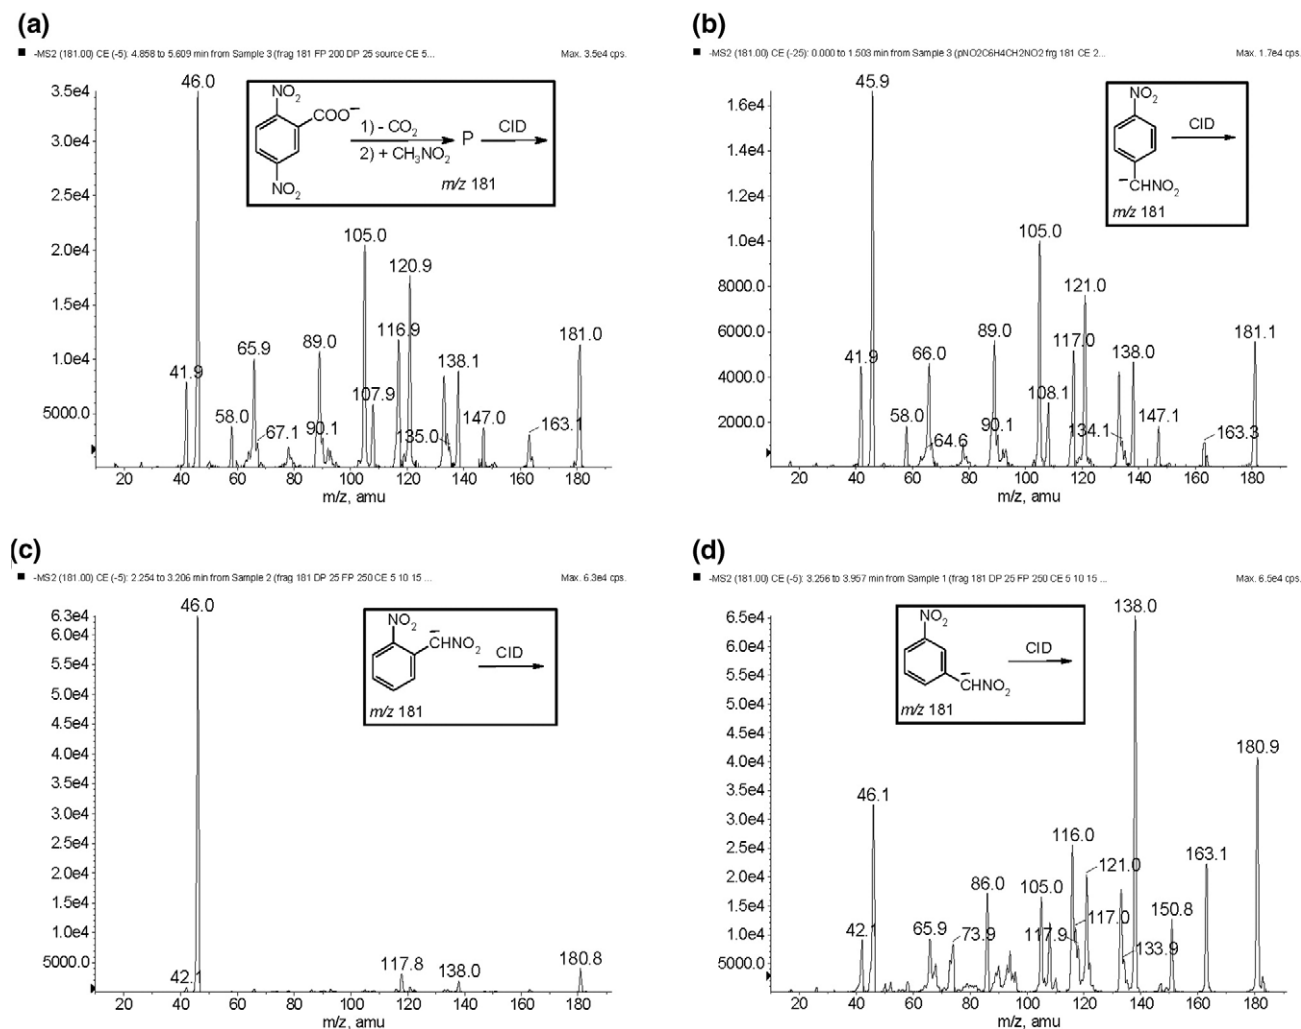 (a)
-MS2 (181.00) CE (-5): 4.858 to 5.609 min from Sample 3 (frag 181 FP 200 DP 25 source CE 5... Max. 3.5e4 cps.
3.5e4
3.0e4
2.5e4
2.0e4
1.5e4
1.0e4
5000.0
46.0
41.9
58.0
65.9
67.1
89.0
90.1
105.0
107.9
116.9
120.9
135.0
138.1
147.0
163.1
181.0
NO2
COO−
NO2
1) - CO2
2) + CH3NO2
P
CID
m/z 181
20 40 60 80 100 120 140 160 180
m/z, amu
(b)
-MS2 (181.00) CE (-25): 0.000 to 1.503 min from Sample 3 (pNO2C6H4CH2NO2 frg 181 CE 2... Max. 1.7e4 cps.
1.6e4
1.4e4
1.2e4
1.0e4
8000.0
6000.0
4000.0
2000.0
45.9
41.9
58.0
66.0
64.6
89.0
90.1
105.0
108.1
117.0
121.0
134.1
138.0
147.1
163.3
181.1
NO2
−
CHNO2
CID
m/z 181
20 40 60 80 100 120 140 160 180
m/z, amu
(c)
-MS2 (181.00) CE (-5): 2.254 to 3.206 min from Sample 2 (frag 181 DP 25 FP 250 CE 5 10 15 ... Max. 6.3e4 cps.
6.3e4
6.0e4
5.5e4
5.0e4
4.5e4
4.0e4
3.5e4
3.0e4
2.5e4
2.0e4
1.5e4
1.0e4
5000.0
46.0
42.1
117.8
138.0
180.8
NO2
−
CHNO2
CID
m/z 181
20 40 60 80 100 120 140 160 180
m/z, amu
(d)
-MS2 (181.00) CE (-5): 3.256 to 3.957 min from Sample 1 (frag 181 DP 25 FP 250 CE 5 10 15 ... Max. 6.5e4 cps.
6.5e4
6.0e4
5.5e4
5.0e4
4.5e4
4.0e4
3.5e4
3.0e4
2.5e4
2.0e4
1.5e4
1.0e4
5000.0
138.0
180.9
46.1
42.1
65.9
73.9
86.0
105.0
116.0
117.0
117.9
121.0
133.9
150.8
163.1
NO2
−
CHNO2
CID
m/z 181
20 40 60 80 100 120 140 160 180
m/z, amu